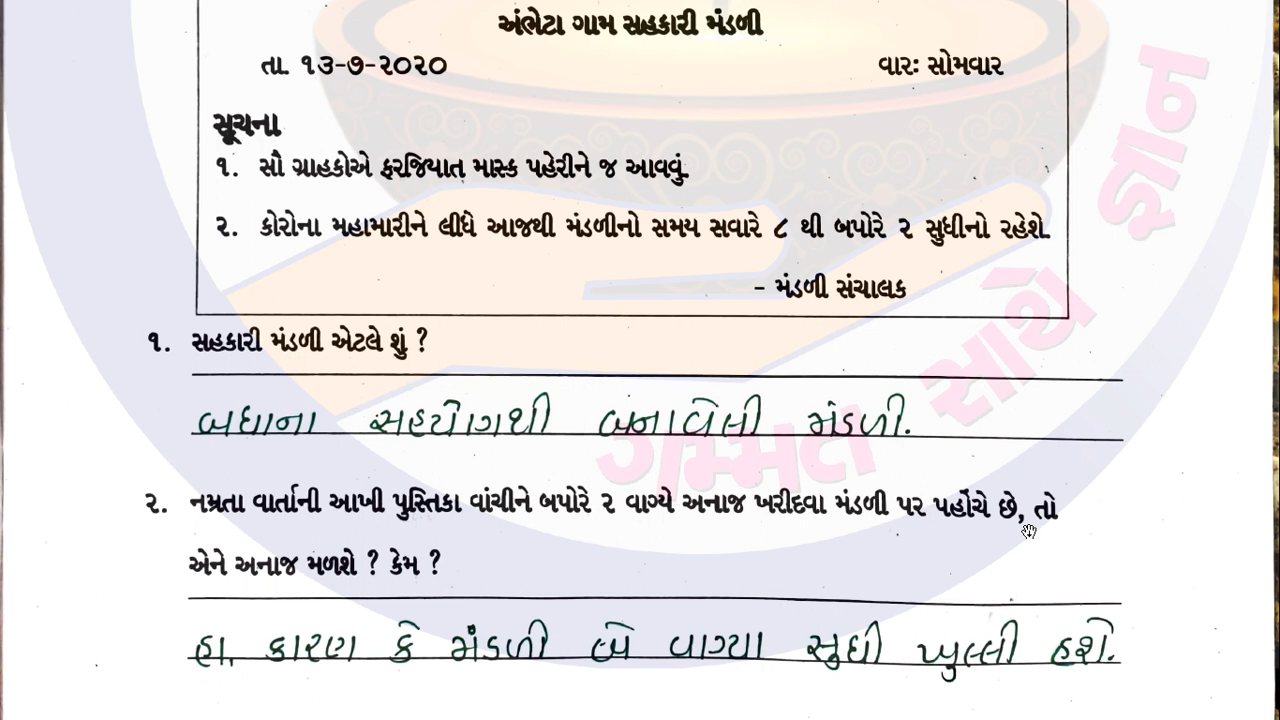 અંભેટા ગામ સહકારી મંડળી
તા. ૧૩-૭-૨૦૨૦ વારઃ સોમવાર
સૂચના
૧. સૌ ગ્રાહકોએ ફરજિયાત માસ્ક પહેરીને જ આવવું.
૨. કોરોના મહામારીને લીધે આજથી મંડળીનો સમય સવારે ૮ થી બપોરે ૨ સુધીનો રહેશે.
- મંડળી સંચાલક
૧. સહકારી મંડળી એટલે શું ?
બધાના સહયોગથી બનાવેલી મંડળી.
૨. નમ્રતા વાર્તાની આખી પુસ્તિકા વાંચીને બપોરે ૨ વાગ્યે અનાજ ખરીદવા મંડળી પર પહોંચે છે, તો
એને અનાજ મળશે ? કેમ ?
હા, કારણ કે મંડળી બે વાગ્યા સુધી ખુલ્લી હશે.
ગમ્મત સાથે જ્ઞાન